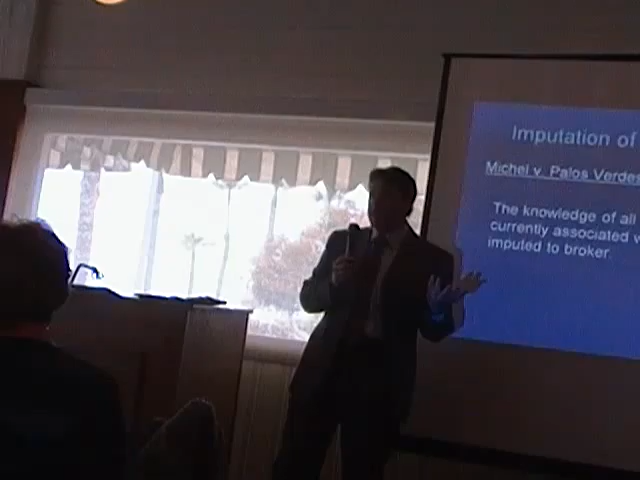 Imputation of
Michel v. Palos Verdes
The knowledge of all
currently associated w
imputed to broker.